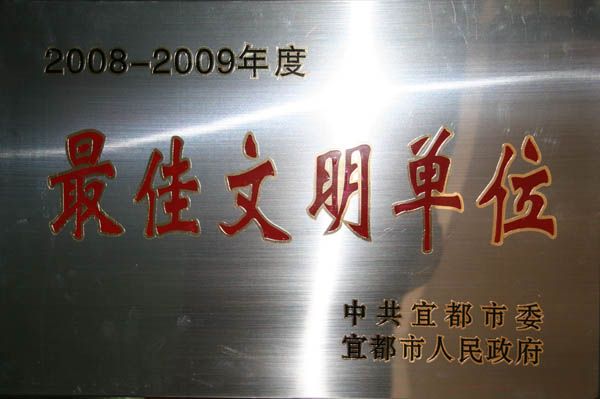 2008-2009年度
最佳文明单位
中共宜都市委
宜都市人民政府